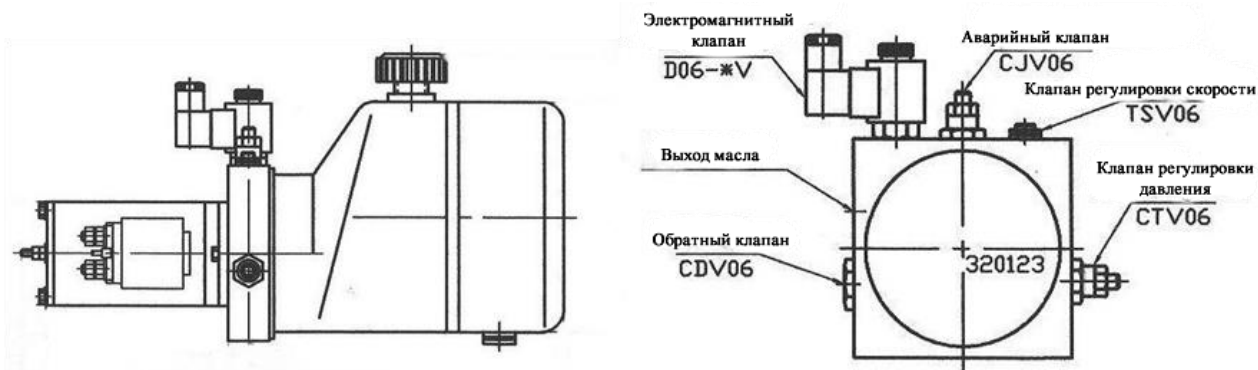 Электромагнитный
клапан
D06-*V
Аварийный клапан
CJV06
Клапан регулировки скорости
TSV06
Выход масла
Клапан регулировки
давления
CTV06
Обратный клапан
CDV06
320123